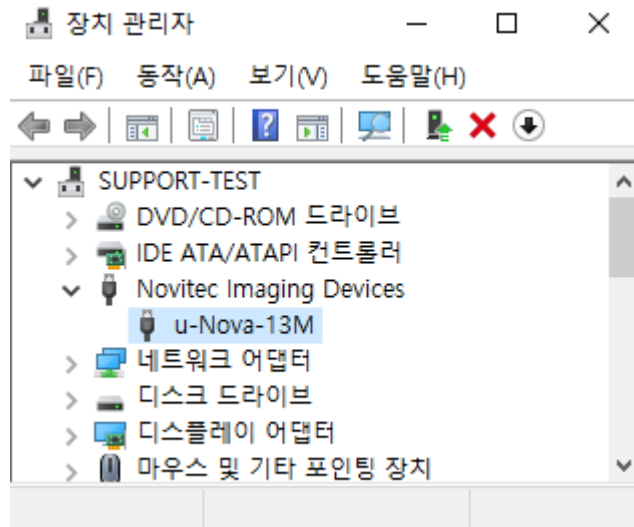 장치 관리자
파일(F) 동작(A) 보기(V) 도움말(H)
SUPPORT-TEST
DVD/CD-ROM 드라이브
IDE ATA/ATAPI 컨트롤러
Novitec Imaging Devices
u-Nova-13M
네트워크 어댑터
디스크 드라이브
디스플레이 어댑터
마우스 및 기타 포인팅 장치